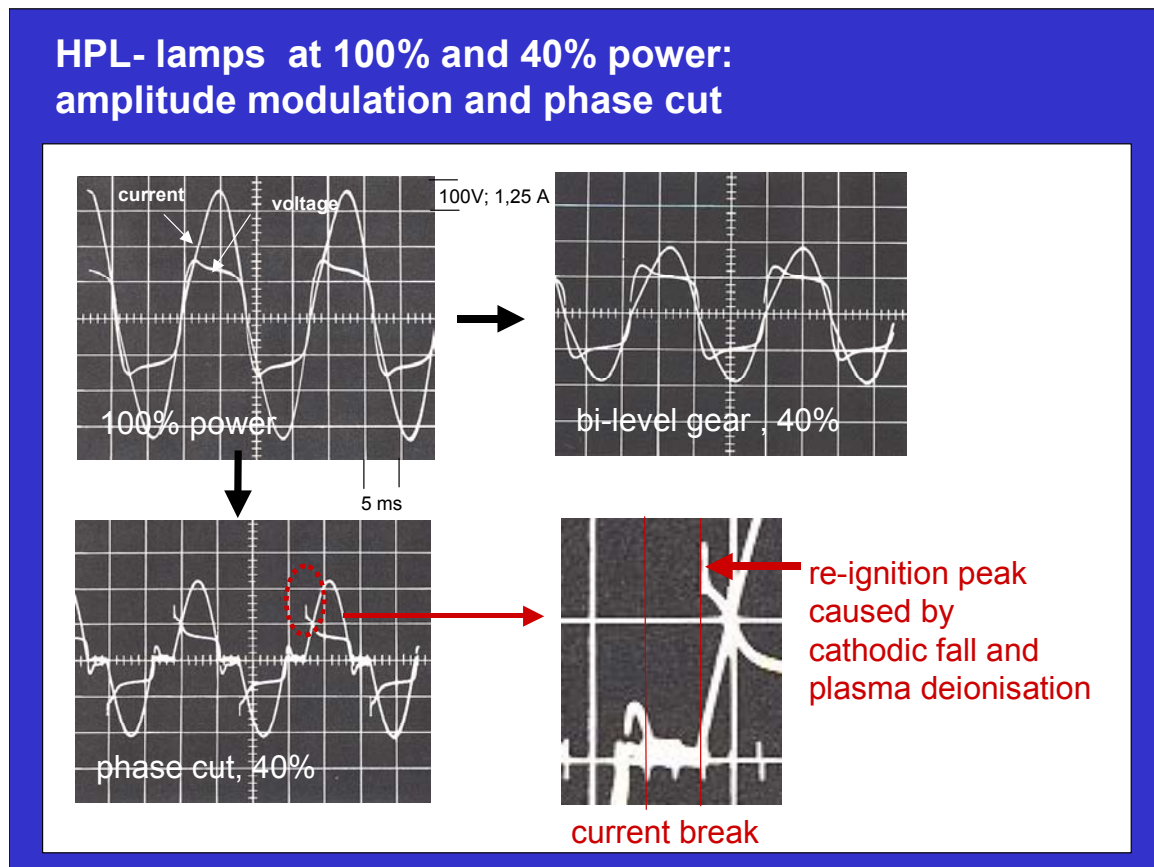 HPL- lamps at 100% and 40% power:
amplitude modulation and phase cut
current
voltage
100V; 1,25 A
100% power
bi-level gear , 40%
5 ms
phase cut, 40%
re-ignition peak
caused by
cathodic fall and
plasma deionisation
current break